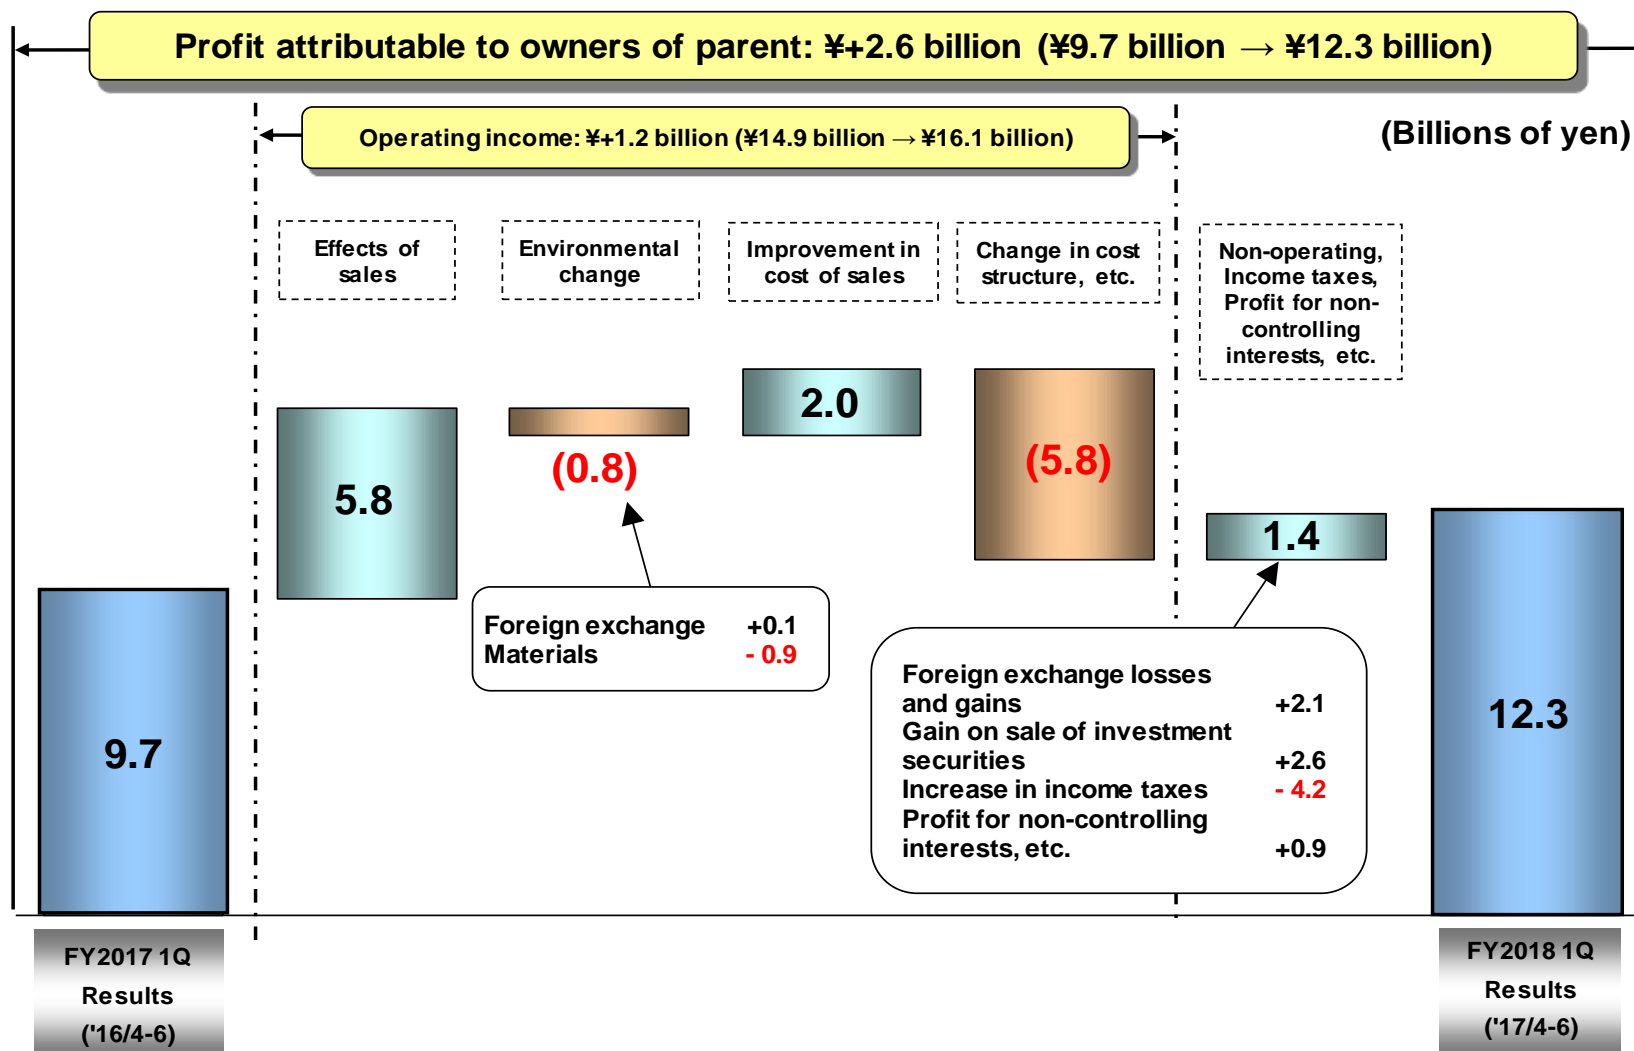 Profit attributable to owners of parent: ¥+2.6 billion (¥9.7 billion → ¥12.3 billion)
Operating income: ¥+1.2 billion (¥14.9 billion → ¥16.1 billion)
(Billions of yen)
Effects of
sales
Environmental
change
Improvement in
cost of sales
Change in cost
structure, etc.
Non-operating,
Income taxes,
Profit for non-
controlling
interests, etc.
9.7
5.8
(0.8)
2.0
(5.8)
1.4
12.3
Foreign exchange +0.1
Materials - 0.9
Foreign exchange losses
and gains +2.1
Gain on sale of investment
securities +2.6
Increase in income taxes - 4.2
Profit for non-controlling
interests, etc. +0.9
FY2017 1Q
Results
('16/4-6)
FY2018 1Q
Results
('17/4-6)